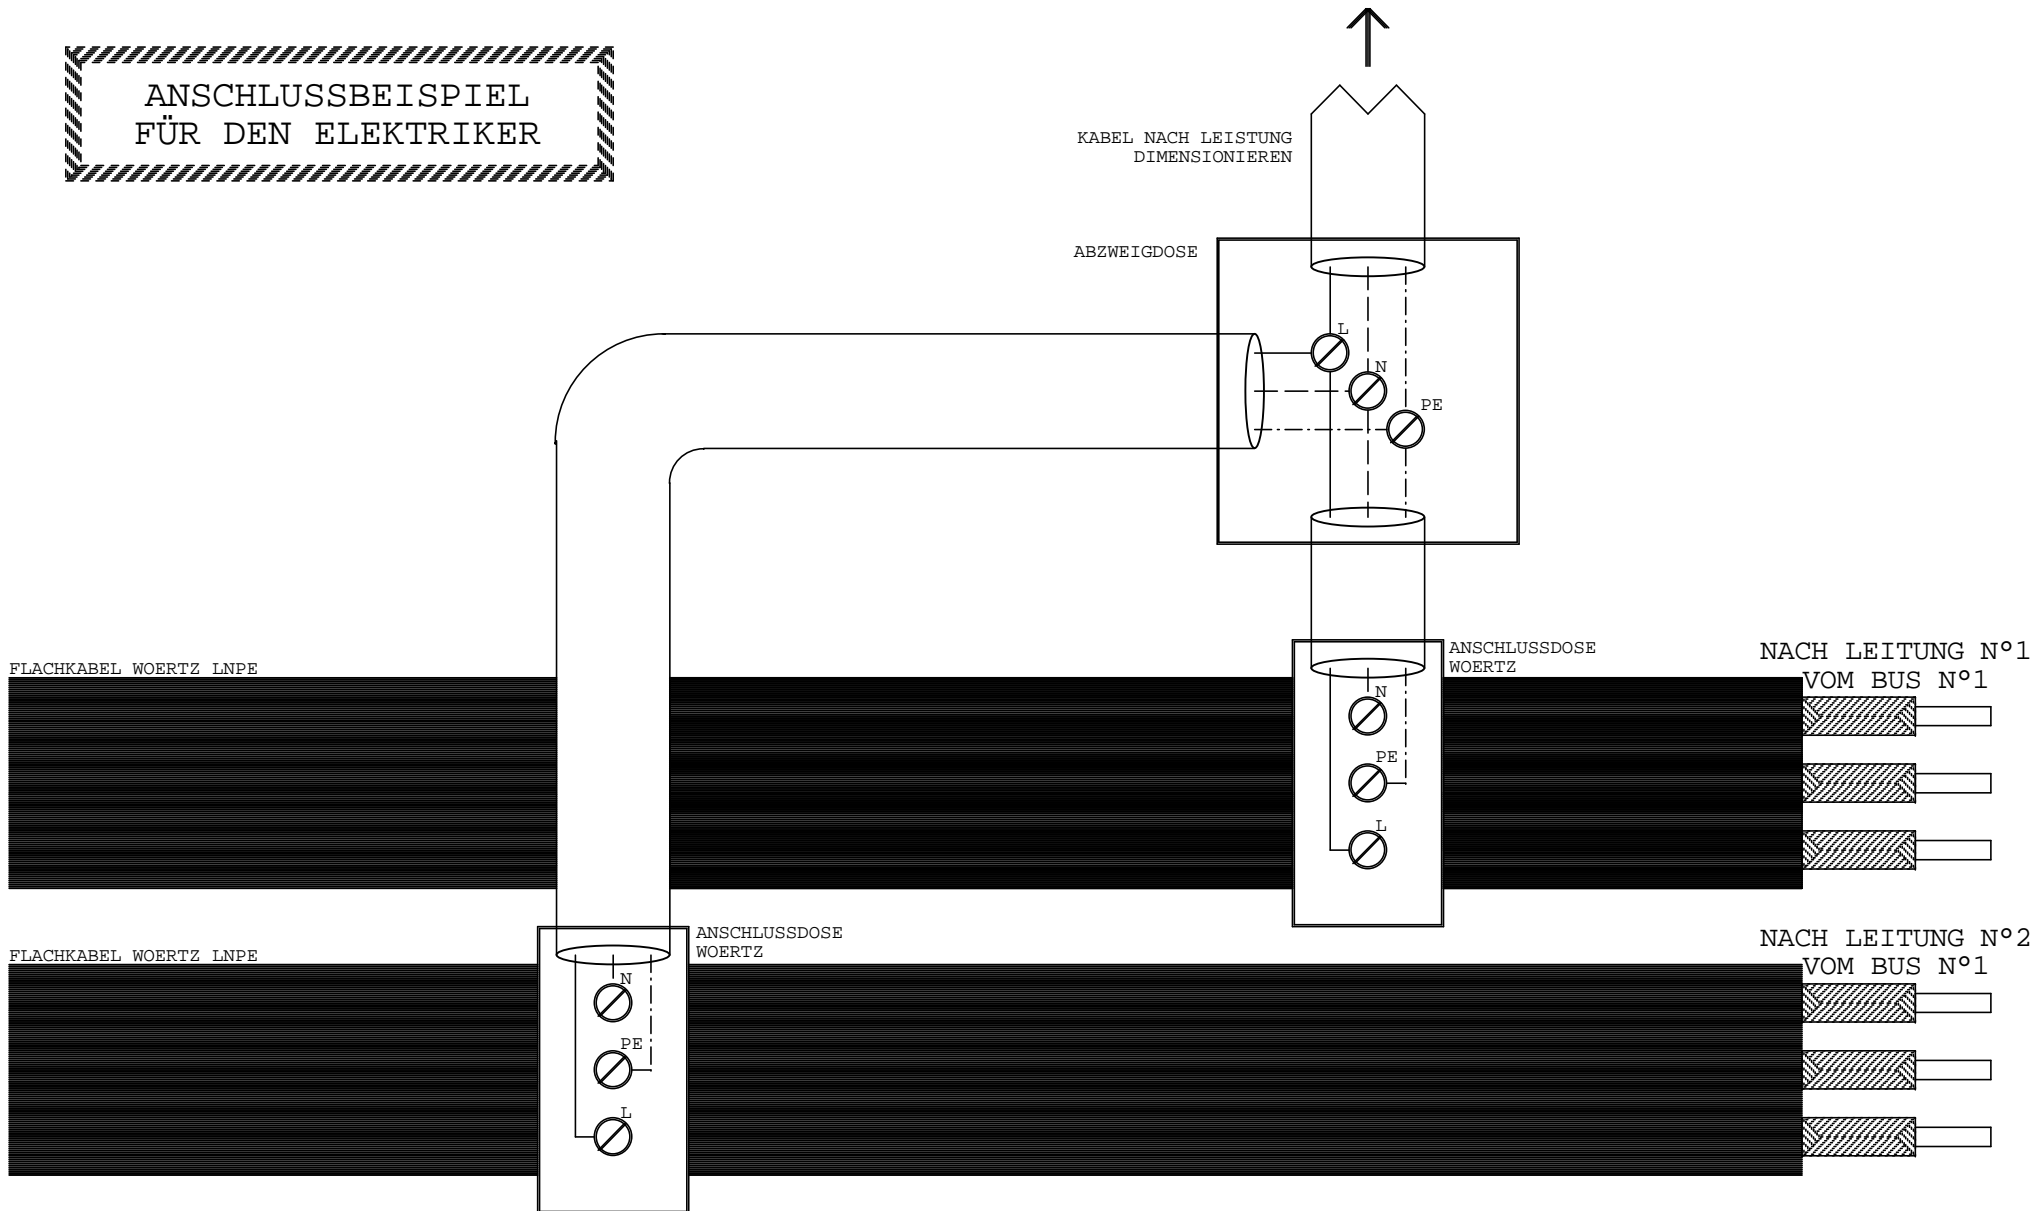 ANSCHLUSSBEISPIEL
FÜR DEN ELEKTRIKER
KABEL NACH LEISTUNG
DIMENSIONIEREN
ABZWEIGDOSE
L
N
PE
FLACHKABEL WOERTZ LNPE
ANSCHLUSSDOSE
WOERTZ
NACH LEITUNG N°1
VOM BUS N°1
N
PE
L
FLACHKABEL WOERTZ LNPE
ANSCHLUSSDOSE
WOERTZ
NACH LEITUNG N°2
VOM BUS N°1
N
PE
L